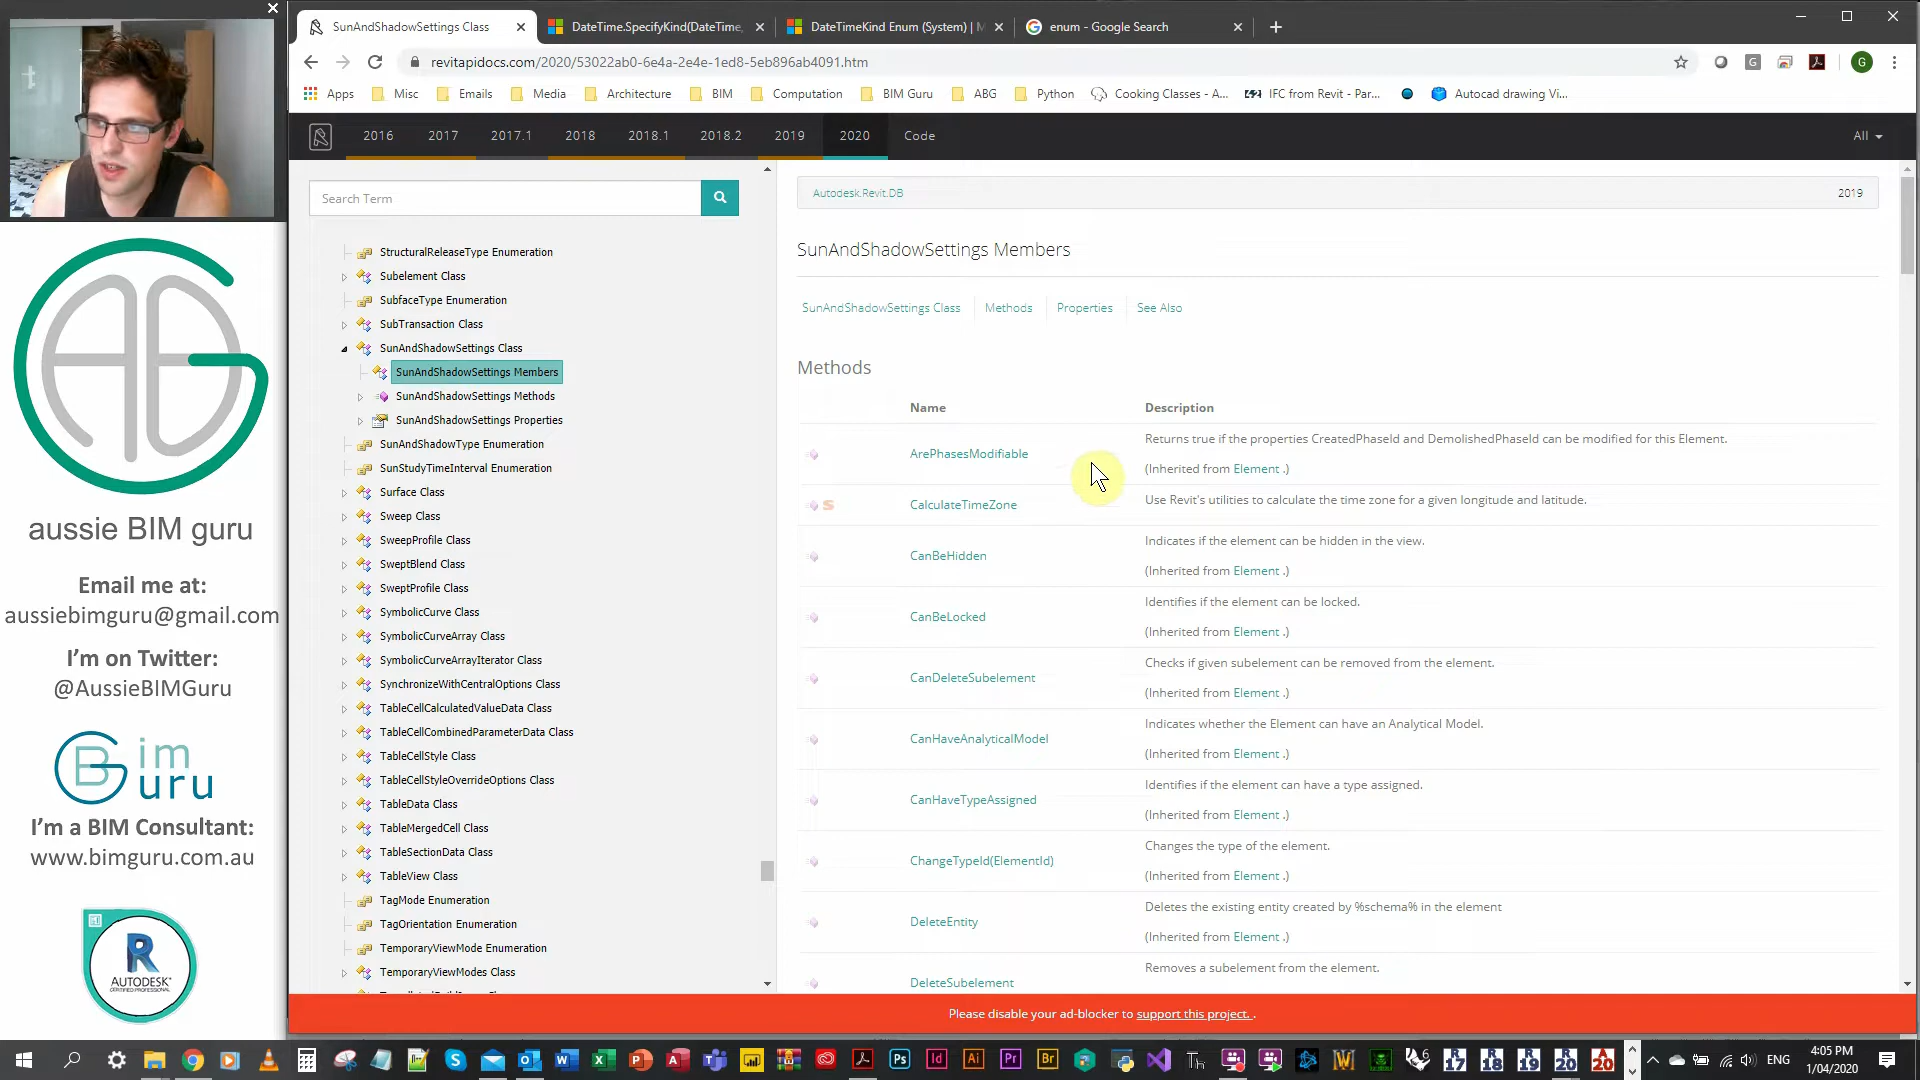 SunAndShadowSettings Class
DateTime.SpecifyKind(DateTime,
DateTimeKind Enum (System) | M
enum - Google Search
revitapidocs.com/2020/53022ab0-6e4a-2e4e-1ed8-5eb896ab4091.htm
G
Apps
Misc
Emails
Media
Architecture
BIM
Computation
BIM Guru
ABG
Python
Cooking Classes - A...
IFC from Revit - Par...
Autocad drawing Vi...
2016
2017
2017.1
2018
2018.1
2018.2
2019
2020
Code
All
Search Term
StructuralReleaseType Enumeration
Subelement Class
SubfaceType Enumeration
SubTransaction Class
SunAndShadowSettings Class
SunAndShadowSettings Members
SunAndShadowSettings Methods
SunAndShadowSettings Properties
SunAndShadowType Enumeration
SunStudyTimeInterval Enumeration
Surface Class
Sweep Class
SweepProfile Class
SweptBlend Class
SweptProfile Class
SymbolicCurve Class
SymbolicCurveArray Class
SymbolicCurveArrayIterator Class
SynchronizeWithCentralOptions Class
TableCellCalculatedValueData Class
TableCellCombinedParameterData Class
TableCellStyle Class
TableCellStyleOverrideOptions Class
TableData Class
TableMergedCell Class
TableSectionData Class
TableView Class
TagMode Enumeration
TagOrientation Enumeration
TemporaryViewMode Enumeration
TemporaryViewModes Class
Autodesk.Revit.DB
2019
SunAndShadowSettings Members
SunAndShadowSettings Class
Methods
Properties
See Also
Methods
Name Description
ArePhasesModifiable
Returns true if the properties CreatedPhaseId and DemolishedPhaseId can be modified for this Element.
(Inherited from Element .)
CalculateTimeZone
Use Revit's utilities to calculate the time zone for a given longitude and latitude.
CanBeHidden
Indicates if the element can be hidden in the view.
(Inherited from Element .)
CanBeLocked
Identifies if the element can be locked.
(Inherited from Element .)
CanDeleteSubelement
Checks if given subelement can be removed from the element.
(Inherited from Element .)
CanHaveAnalyticalModel
Indicates whether the Element can have an Analytical Model.
(Inherited from Element .)
CanHaveTypeAssigned
Identifies if the element can have a type assigned.
(Inherited from Element .)
ChangeTypeId(ElementId)
Changes the type of the element.
(Inherited from Element .)
DeleteEntity
Deletes the existing entity created by %schema% in the element
(Inherited from Element .)
DeleteSubelement
Removes a subelement from the element.
Please disable your ad-blocker to support this project. .
aussie BIM guru
Email me at:
aussiebimguru@gmail.com
I'm on Twitter:
@AussieBIMGuru
Bim
Guru
I'm a BIM Consultant:
www.bimguru.com.au
R
AUTODESK
CERTIFIED PROFESSIONAL
ENG
4:05 PM
1/04/2020